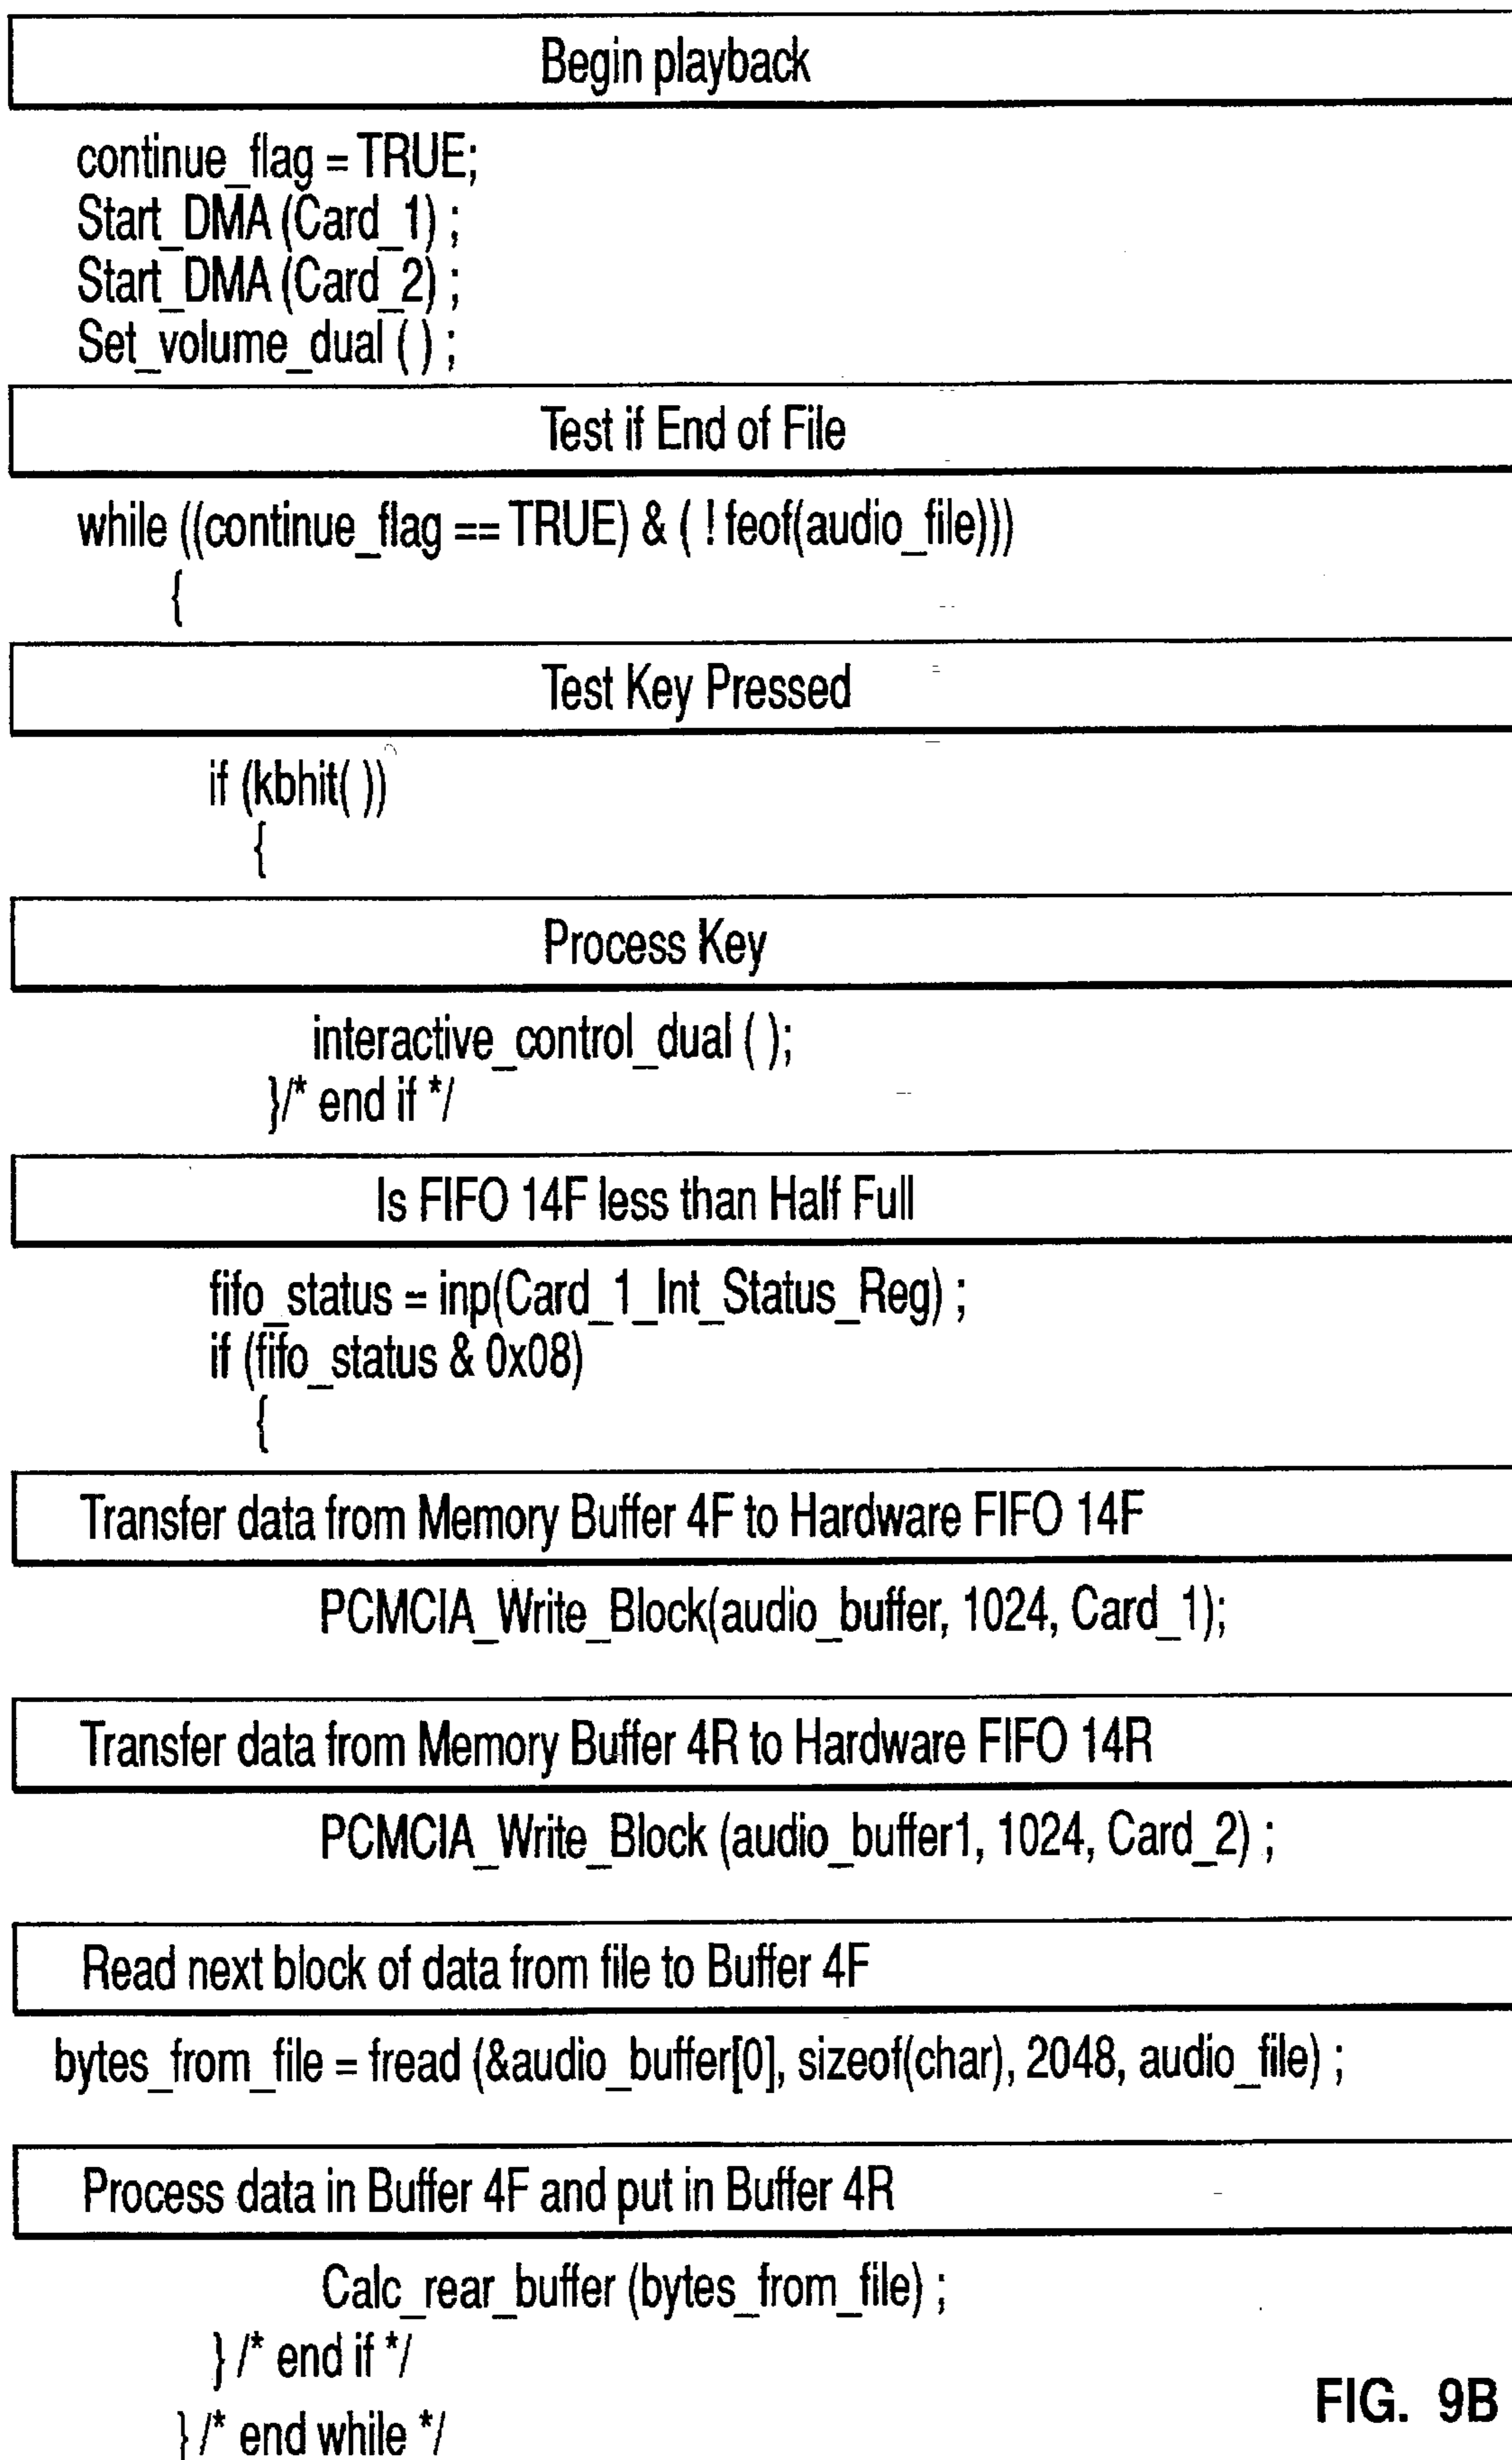 Begin playback
continue_flag = TRUE;
Start_DMA (Card_1) ;
Start_DMA (Card_2) ;
Set_volume_dual ( ) ;
Test if End of File
while ((continue_flag == TRUE) & ( ! feof(audio_file)))
{
Test Key Pressed
if (kbhit( ))
{
Process Key
interactive_control_dual ( );
}/* end if */
Is FIFO 14F less than Half Full
fifo_status = inp(Card_1_Int_Status_Reg) ;
if (fifo_status & 0x08)
{
Transfer data from Memory Buffer 4F to Hardware FIFO 14F
PCMCIA_Write_Block(audio_buffer, 1024, Card_1);
Transfer data from Memory Buffer 4R to Hardware FIFO 14R
PCMCIA_Write_Block (audio_buffer1, 1024, Card_2) ;
Read next block of data from file to Buffer 4F
bytes_from_file = fread (&audio_buffer[0], sizeof(char), 2048, audio_file) ;
Process data in Buffer 4F and put in Buffer 4R
Calc_rear_buffer (bytes_from_file) ;
} /* end if */
} /* end while */
FIG. 9B